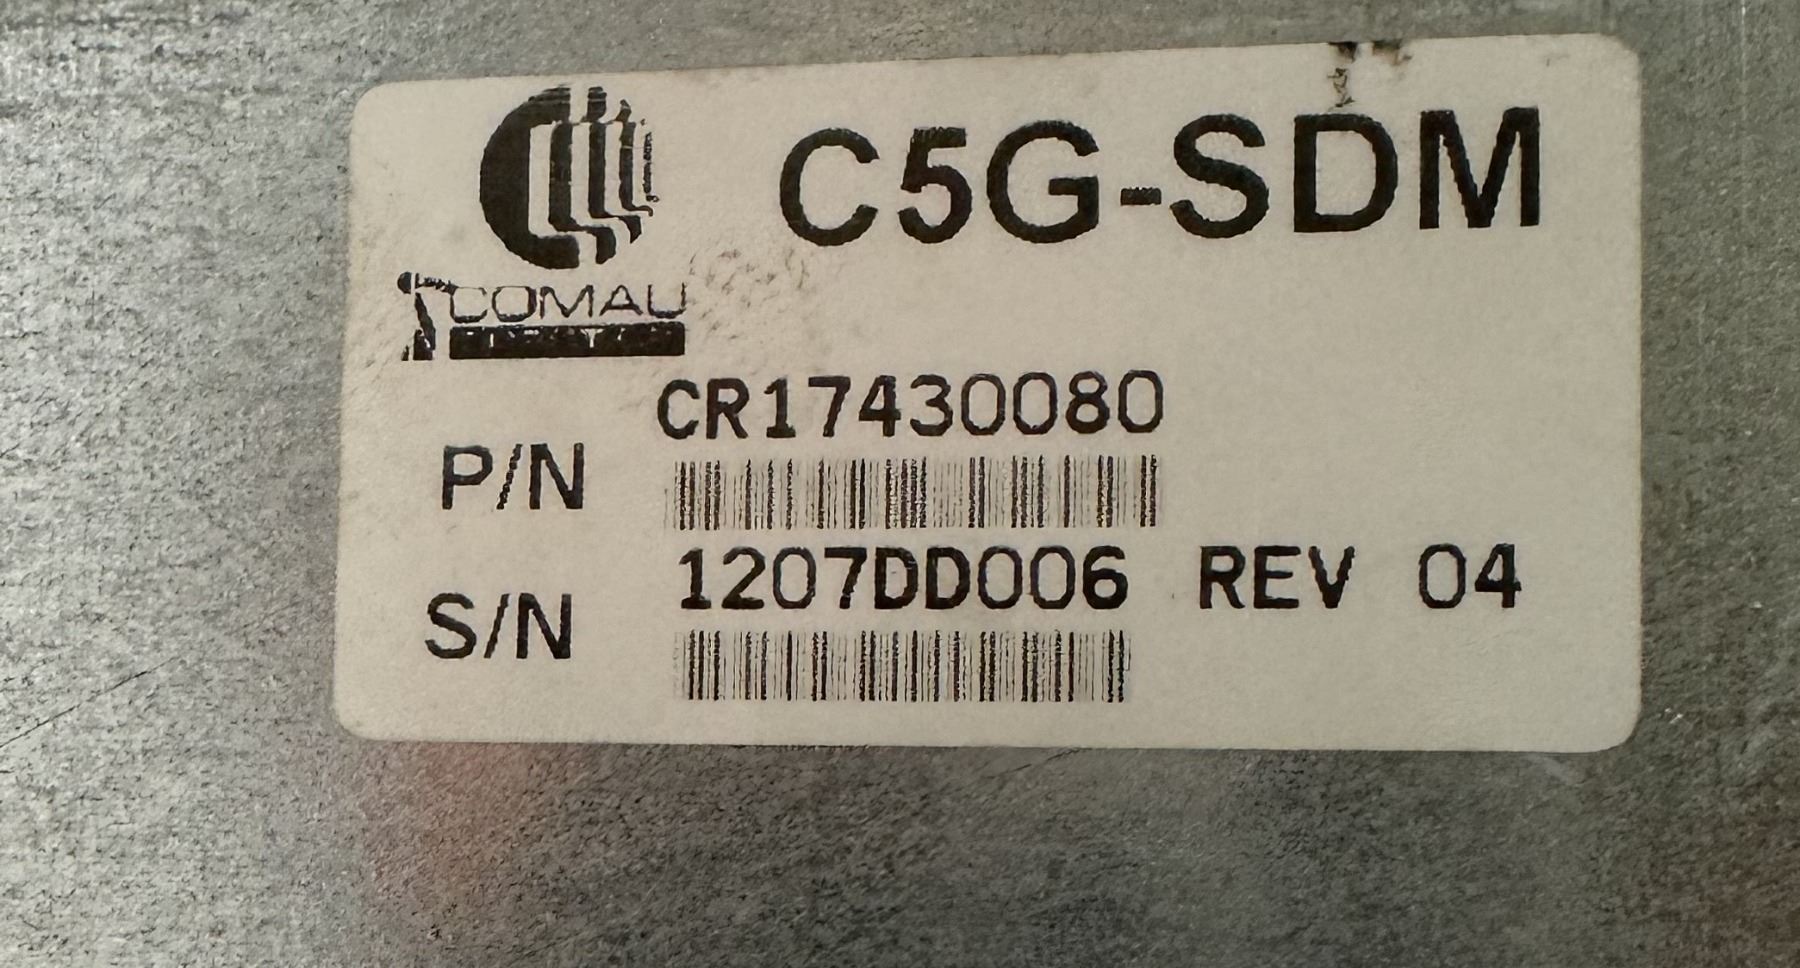 C5G-SDM
COMAU
CR17430080
P/N
1207DD006 REV 04
S/N